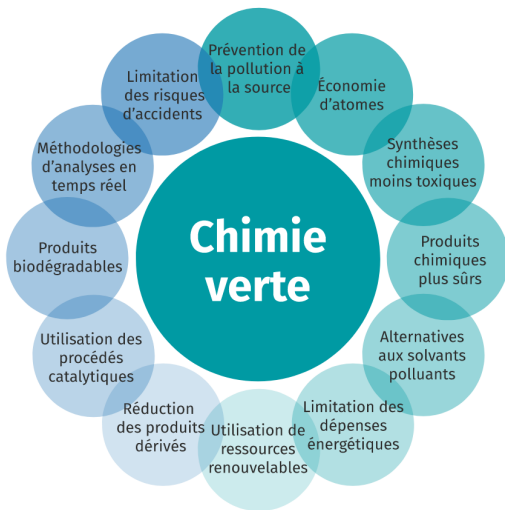 Prévention de
la pollution à
la source
Économie
d'atomes
Synthèses
chimiques
moins toxiques
Produits
chimiques
plus sûrs
Alternatives
aux solvants
polluants
Limitation des
dépenses
énergétiques
Utilisation de
ressources
renouvelables
Réduction
des produits
dérivés
Utilisation des
procédés
catalytiques
Produits
biodégradables
Méthodologies
d'analyses en
temps réel
Limitation
des risques
d'accidents
Chimie
verte